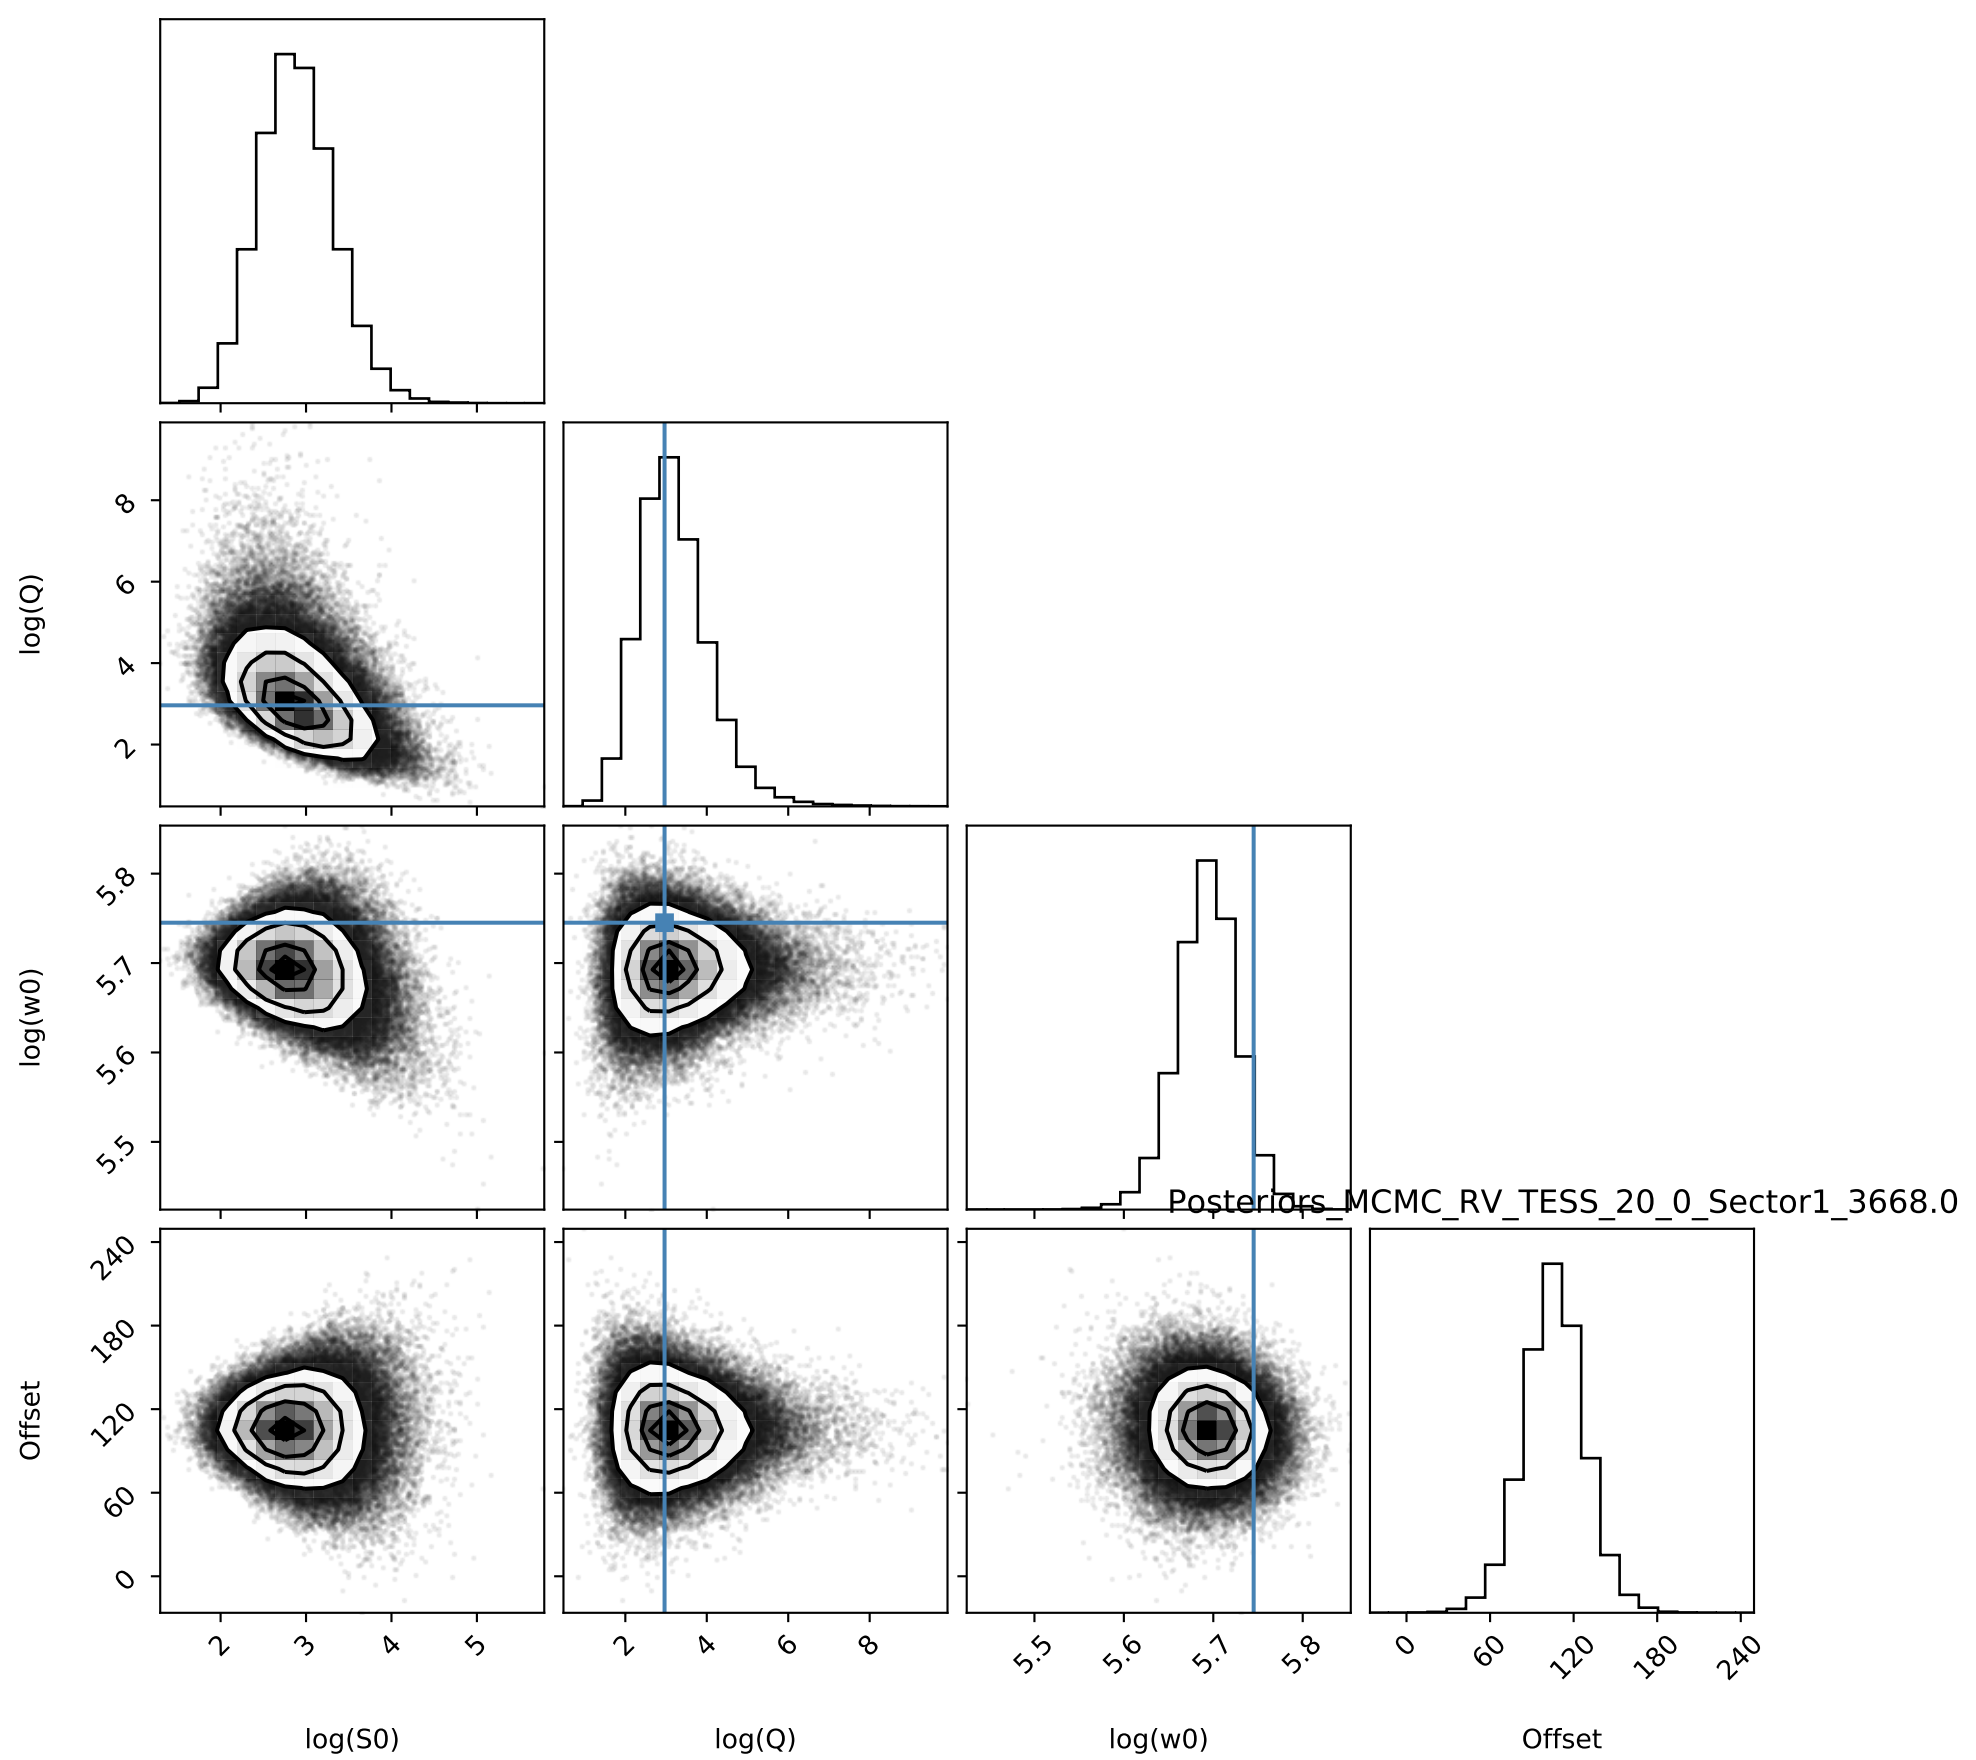 log(Q)
8
6
4
2
log(w0)
5.8
5.7
5.6
5.5
Posteriors_MCMC_RV_TESS_20_0_Sector1_3668.0
Offset
240
180
120
60
0
2 3 4 5
2 4 6 8
5.5 5.6 5.7 5.8
0 60 120 180 240
log(S0) log(Q) log(w0) Offset